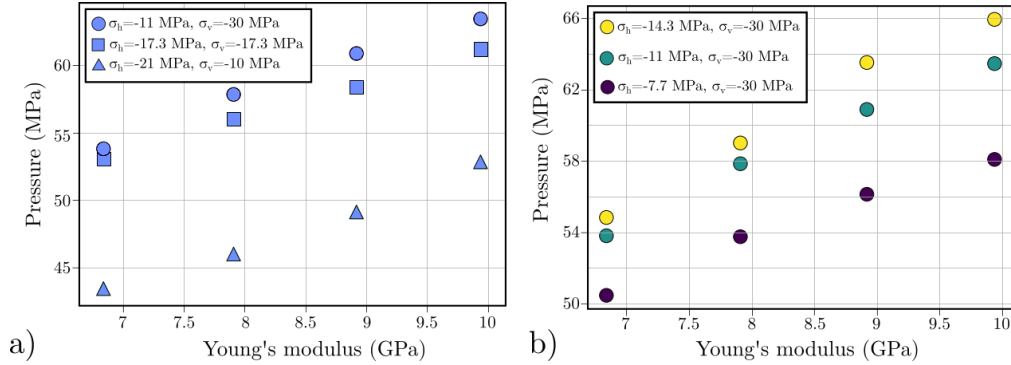 σh=-11 MPa, σv=-30 MPa
σh=-17.3 MPa, σv=-17.3 MPa
σh=-21 MPa, σv=-10 MPa
60
55
50
45
Pressure (MPa)
7
7.5
8
8.5
9
9.5
10
Young's modulus (GPa)
a)
σh=-14.3 MPa, σv=-30 MPa
σh=-11 MPa, σv=-30 MPa
σh=-7.7 MPa, σv=-30 MPa
66
62
58
54
50
Pressure (MPa)
7
7.5
8
8.5
9
9.5
10
Young's modulus (GPa)
b)